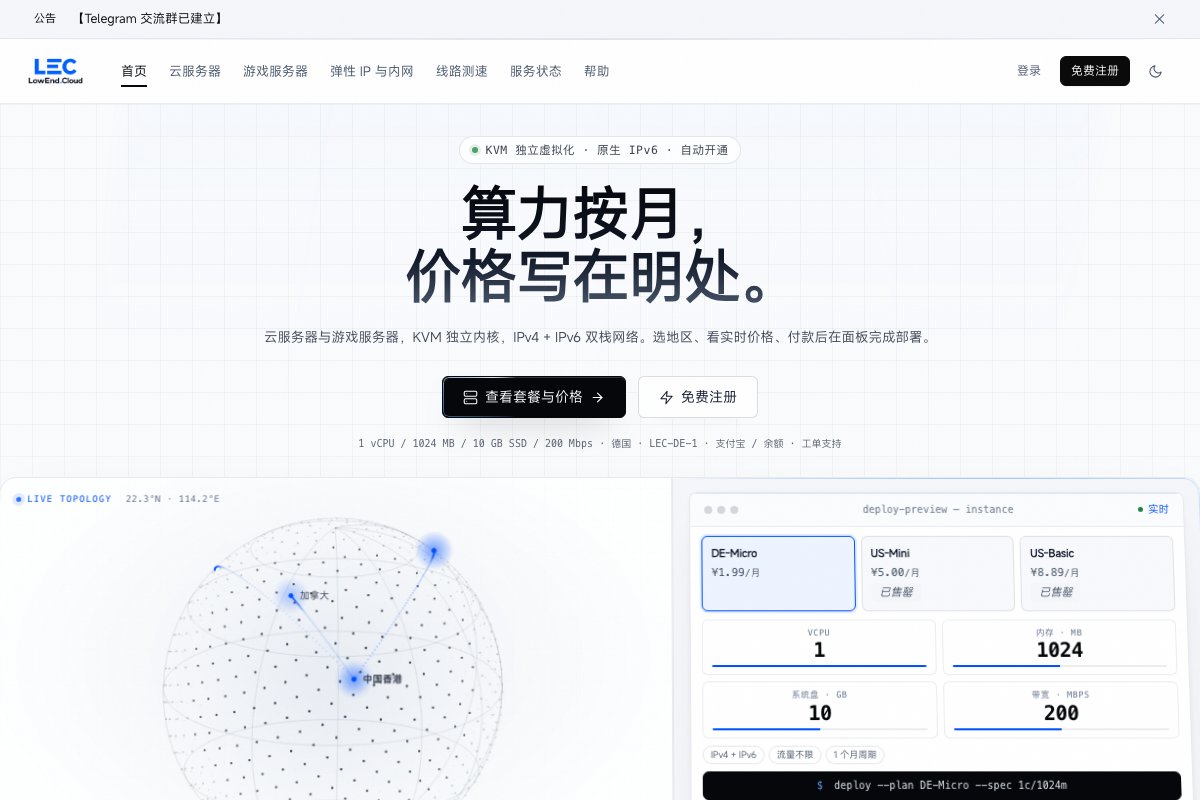 公告 【Telegram 交流群已建立】
LEC
LowEnd.Cloud
首页 云服务器 游戏服务器 弹性 IP 与内网 线路测速 服务状态 帮助 登录 免费注册
KVM 独立虚拟化 · 原生 IPv6 · 自动开通
算力按月，
价格写在明处。
云服务器与游戏服务器，KVM 独立内核，IPv4 + IPv6 双栈网络。选地区、看实时价格、付款后在面板完成部署。
查看套餐与价格 → 免费注册
1 vCPU / 1024 MB / 10 GB SSD / 200 Mbps · 德国 · LEC-DE-1 · 支付宝 / 余额 · 工单支持
LIVE TOPOLOGY 22.3°N · 114.2°E
加拿大
中国香港
deploy-preview — instance 实时
DE-Micro US-Mini US-Basic
¥1.99/月 ¥5.00/月 ¥8.89/月
已售罄 已售罄
VCPU 内存 · MB
1 1024
系统盘 · GB 带宽 · MBPS
10 200
IPv4 + IPv6 流量不限 1 个月周期
$ deploy --plan DE-Micro --spec 1c/1024m